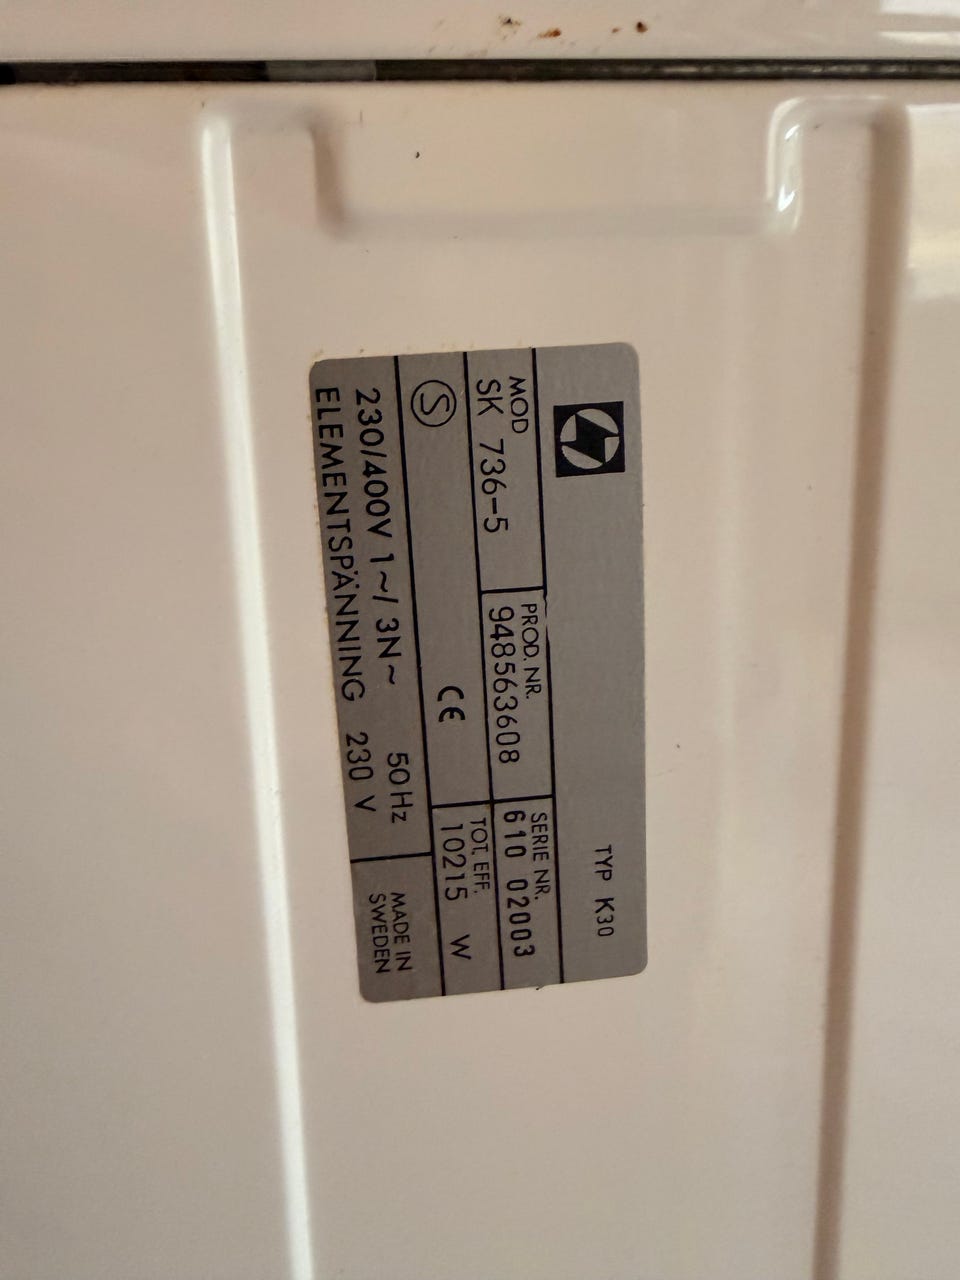 TYP K30
MOD
SK 736-5
PROD. NR.
948563608
SERIE NR.
610 02003
S
CE
TOT. EFF.
10215 W
230/400V 1~/ 3N~ 50 Hz
ELEMENTSPÄNNING 230 V
MADE IN
SWEDEN